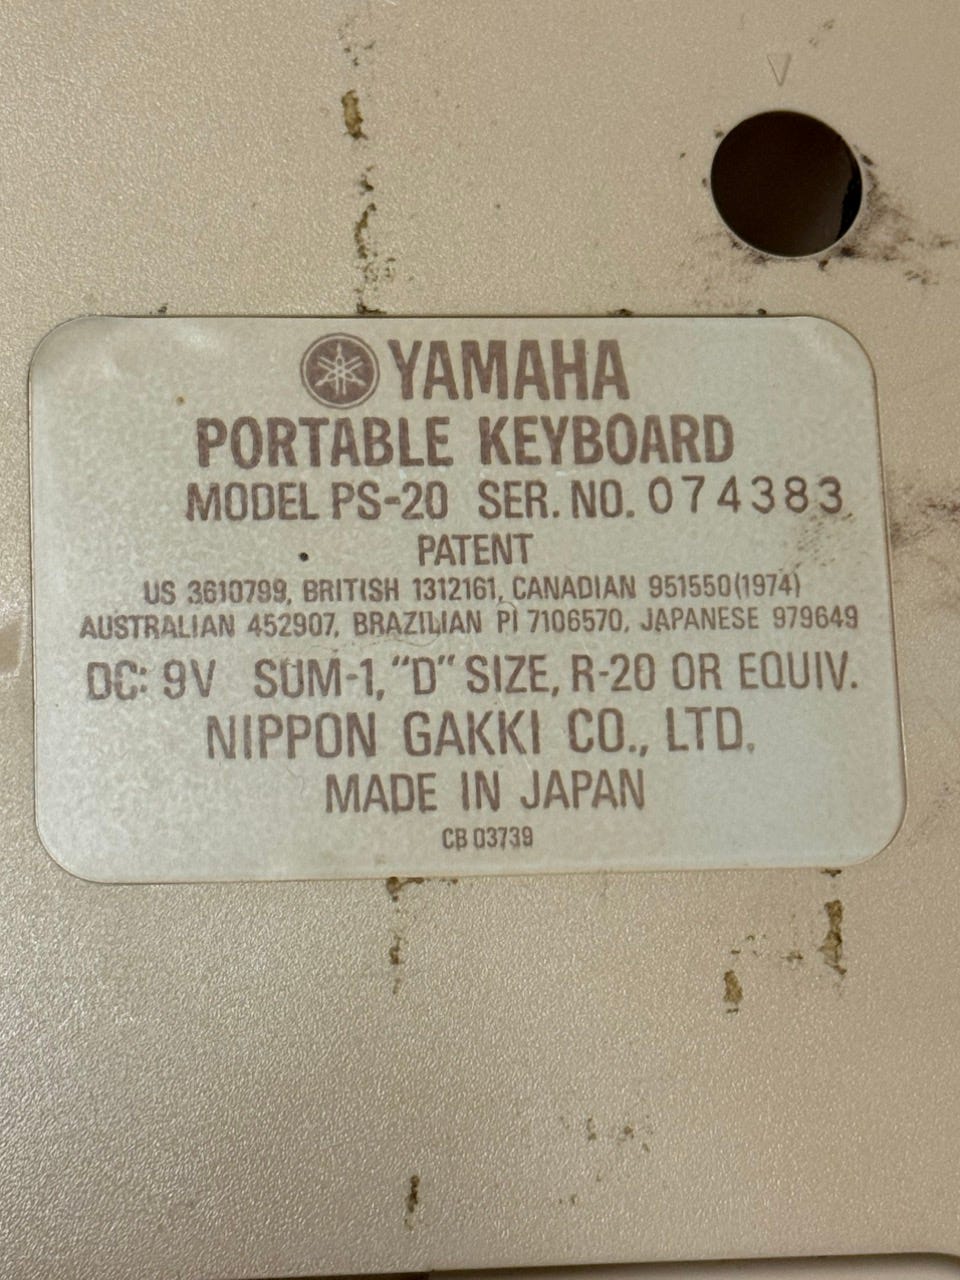 YAMAHA
PORTABLE KEYBOARD
MODEL PS-20 SER. NO. 074383
PATENT
US 3610799, BRITISH 1312161, CANADIAN 951550(1974)
AUSTRALIAN 452907, BRAZILIAN PI 7106570, JAPANESE 979649
DC: 9V SUM-1, "D" SIZE, R-20 OR EQUIV.
NIPPON GAKKI CO., LTD.
MADE IN JAPAN
CB 03739